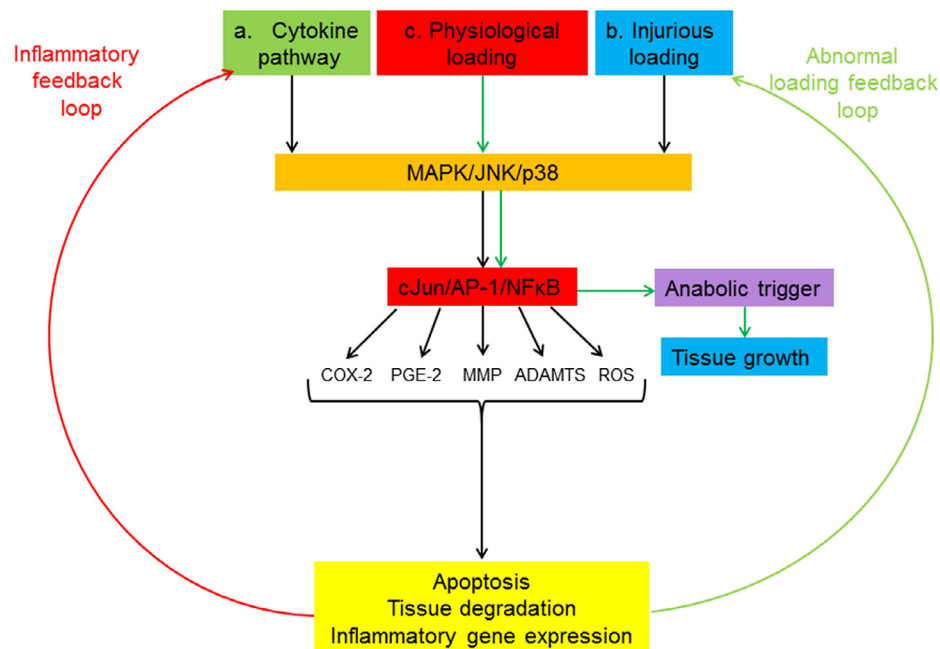 Inflammatory
feedback
loop
a. Cytokine
pathway
c. Physiological
loading
b. Injurious
loading
Abnormal
loading feedback
loop
MAPK/JNK/p38
cJun/AP-1/NFκB
Anabolic trigger
Tissue growth
COX-2 PGE-2 MMP ADAMTS ROS
Apoptosis
Tissue degradation
Inflammatory gene expression